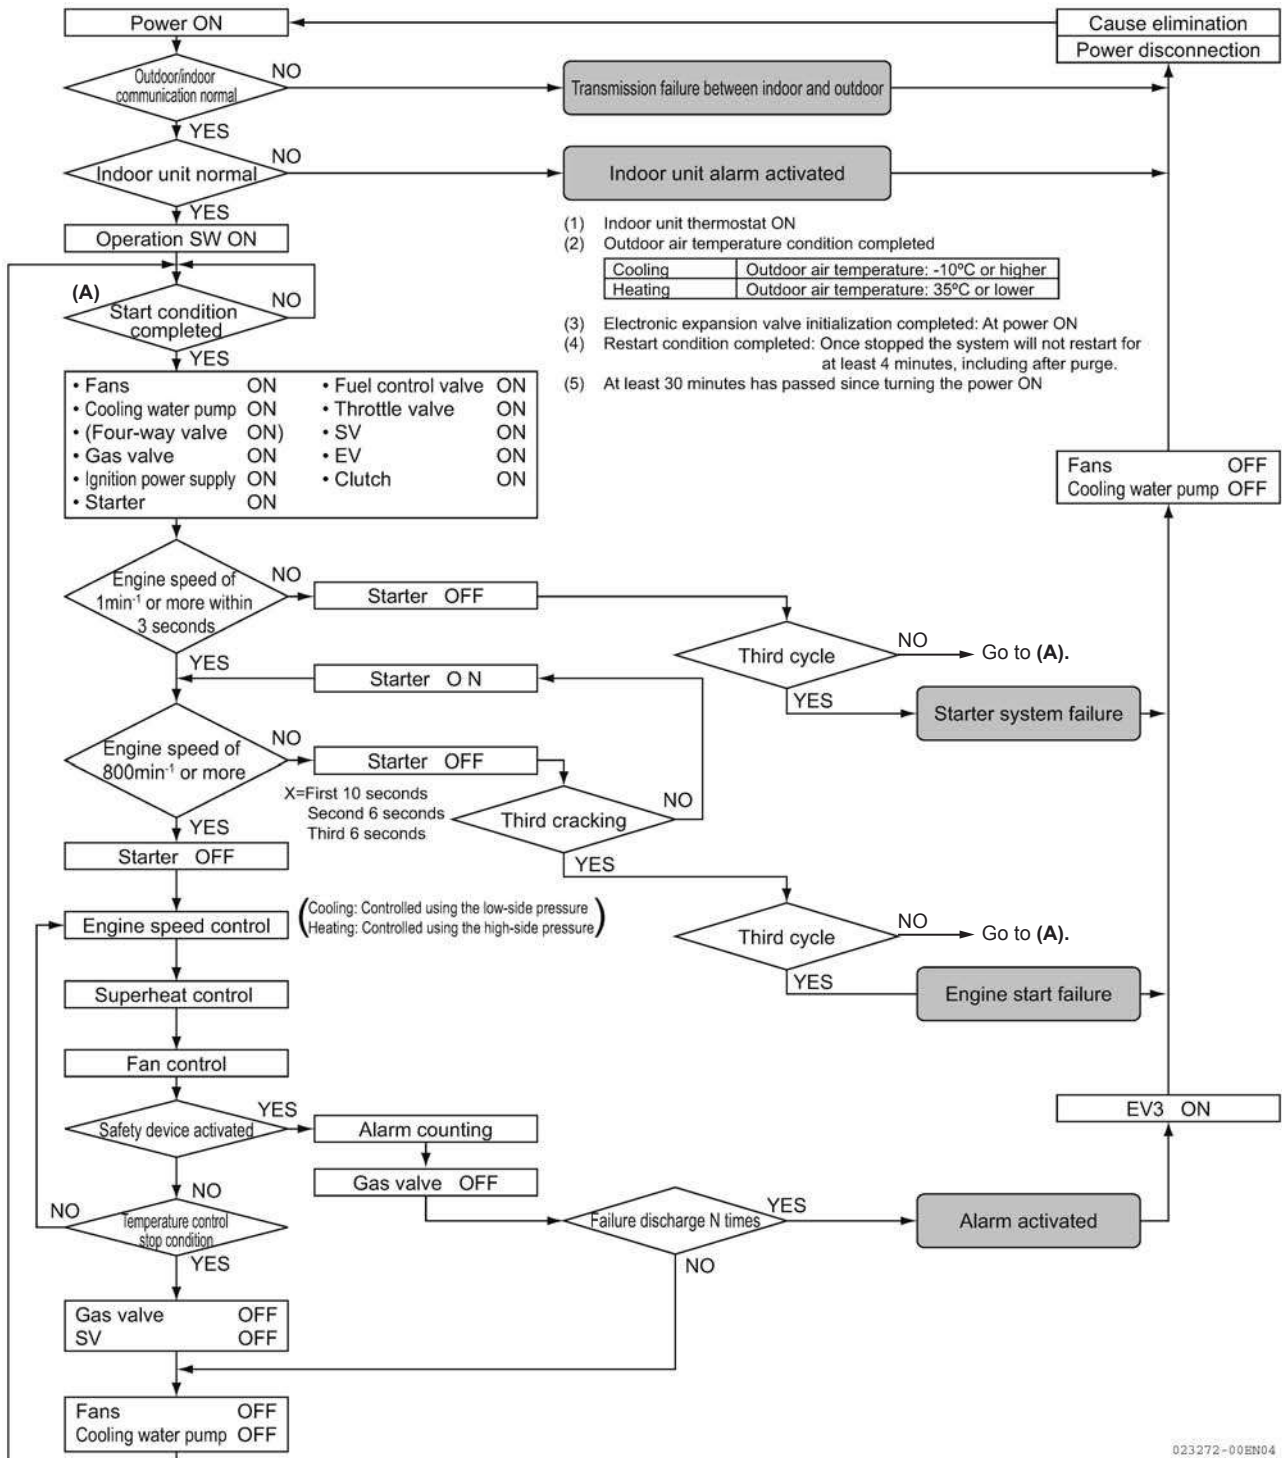 Power ON
Cause elimination
Power disconnection
Outdoor/indoor
communication normal
NO
Transmission failure between indoor and outdoor
YES
Indoor unit normal
NO
Indoor unit alarm activated
YES
Operation SW ON
(1) Indoor unit thermostat ON
(2) Outdoor air temperature condition completed
Cooling Outdoor air temperature: -10ºC or higher
Heating Outdoor air temperature: 35ºC or lower
(3) Electronic expansion valve initialization completed: At power ON
(4) Restart condition completed: Once stopped the system will not restart for
at least 4 minutes, including after purge.
(5) At least 30 minutes has passed since turning the power ON
(A)
Start condition
completed
NO
YES
• Fans ON
• Cooling water pump ON
• (Four-way valve ON)
• Gas valve ON
• Ignition power supply ON
• Starter ON
• Fuel control valve ON
• Throttle valve ON
• SV ON
• EV ON
• Clutch ON
Fans OFF
Cooling water pump OFF
Engine speed of
1min⁻¹ or more within
3 seconds
NO
Starter OFF
Third cycle
NO
Go to (A).
YES
Starter system failure
YES
Starter O N
Engine speed of
800min⁻¹ or more
NO
Starter OFF
X=First 10 seconds
Second 6 seconds
Third 6 seconds
Third cracking
NO
YES
YES
Starter OFF
Third cycle
NO
Go to (A).
YES
Engine start failure
Engine speed control
(Cooling: Controlled using the low-side pressure
Heating: Controlled using the high-side pressure)
Superheat control
Fan control
Safety device activated
YES
Alarm counting
Gas valve OFF
EV3 ON
NO
Temperature control
stop condition
NO
YES
Failure discharge N times
YES
Alarm activated
NO
Gas valve OFF
SV OFF
Fans OFF
Cooling water pump OFF
023272-00EN04